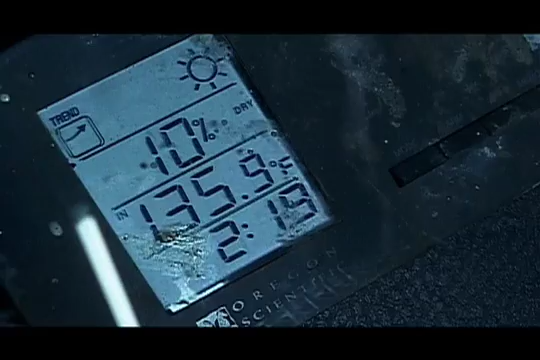 TREND
10% DRY
IN 135.9°F
2:19
OREGON
SCIENTIFIC